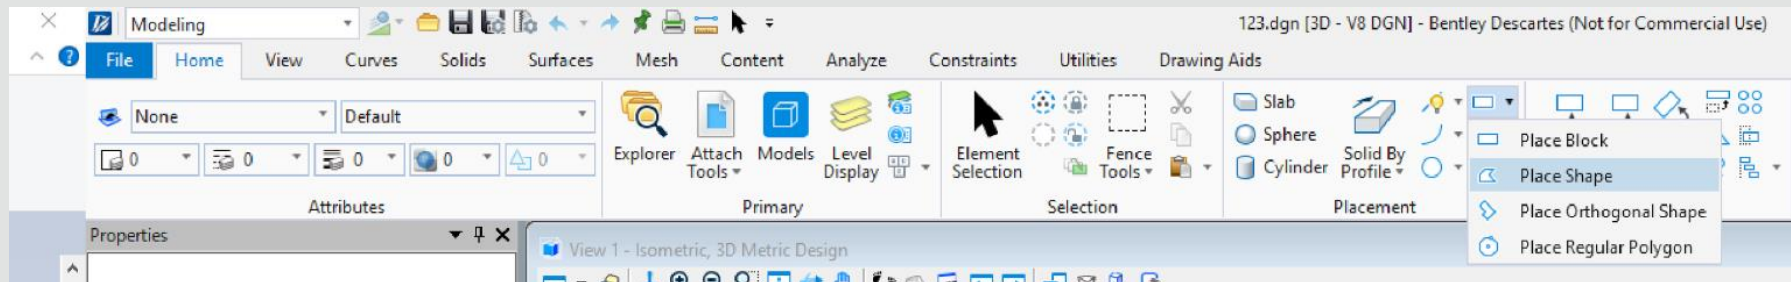 Modeling
123.dgn [3D - V8 DGN] - Bentley Descartes (Not for Commercial Use)
File Home View Curves Solids Surfaces Mesh Content Analyze Constraints Utilities Drawing Aids
None Default
0 0 0 0 0
Explorer
Attach Tools
Models
Level Display
Element Selection
Fence Tools
Slab
Sphere
Cylinder
Solid By Profile
Place Block
Place Shape
Place Orthogonal Shape
Place Regular Polygon
Attributes Primary Selection Placement
Properties
View 1 - Isometric, 3D Metric Design